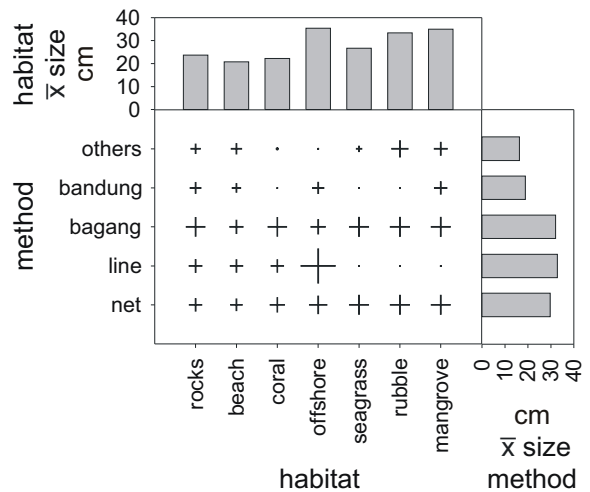 habitat
x̅ size
cm
40
30
20
10
0
method
others
bandung
bagang
line
net
rocks
beach
coral
offshore
seagrass
rubble
mangrove
habitat
0
10
20
30
40
cm
x̅ size
method